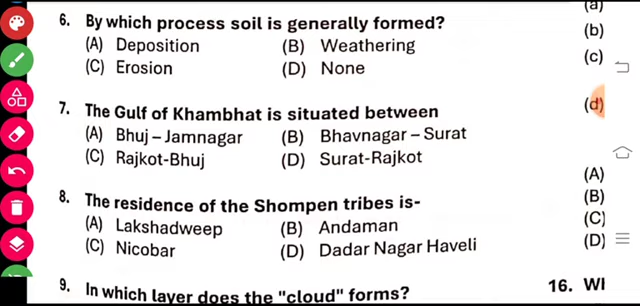 6. By which process soil is generally formed?
(A) Deposition (B) Weathering
(C) Erosion (D) None
7. The Gulf of Khambhat is situated between
(A) Bhuj – Jamnagar (B) Bhavnagar – Surat
(C) Rajkot-Bhuj (D) Surat-Rajkot
8. The residence of the Shompen tribes is-
(A) Lakshadweep (B) Andaman
(C) Nicobar (D) Dadar Nagar Haveli
9. In which layer does the "cloud" forms?
(a)
(b)
(c)
(d)
(A)
(B)
(C)
(D)
16.